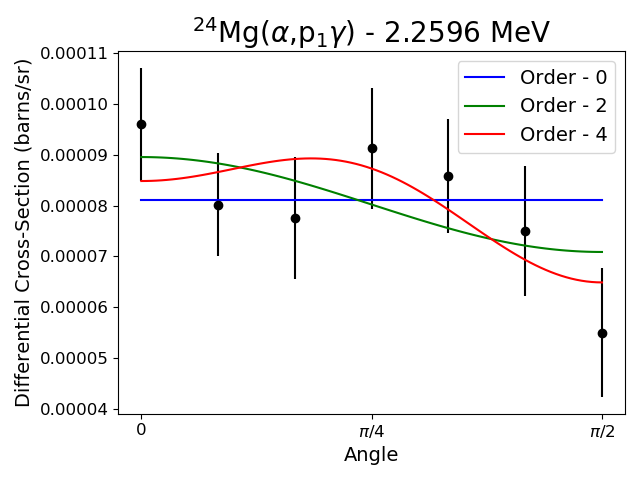 ²⁴Mg(α,p₁γ) - 2.2596 MeV
Differential Cross-Section (barns/sr)
0.00011
0.00010
0.00009
0.00008
0.00007
0.00006
0.00005
0.00004
Order - 0
Order - 2
Order - 4
0
π/4
π/2
Angle